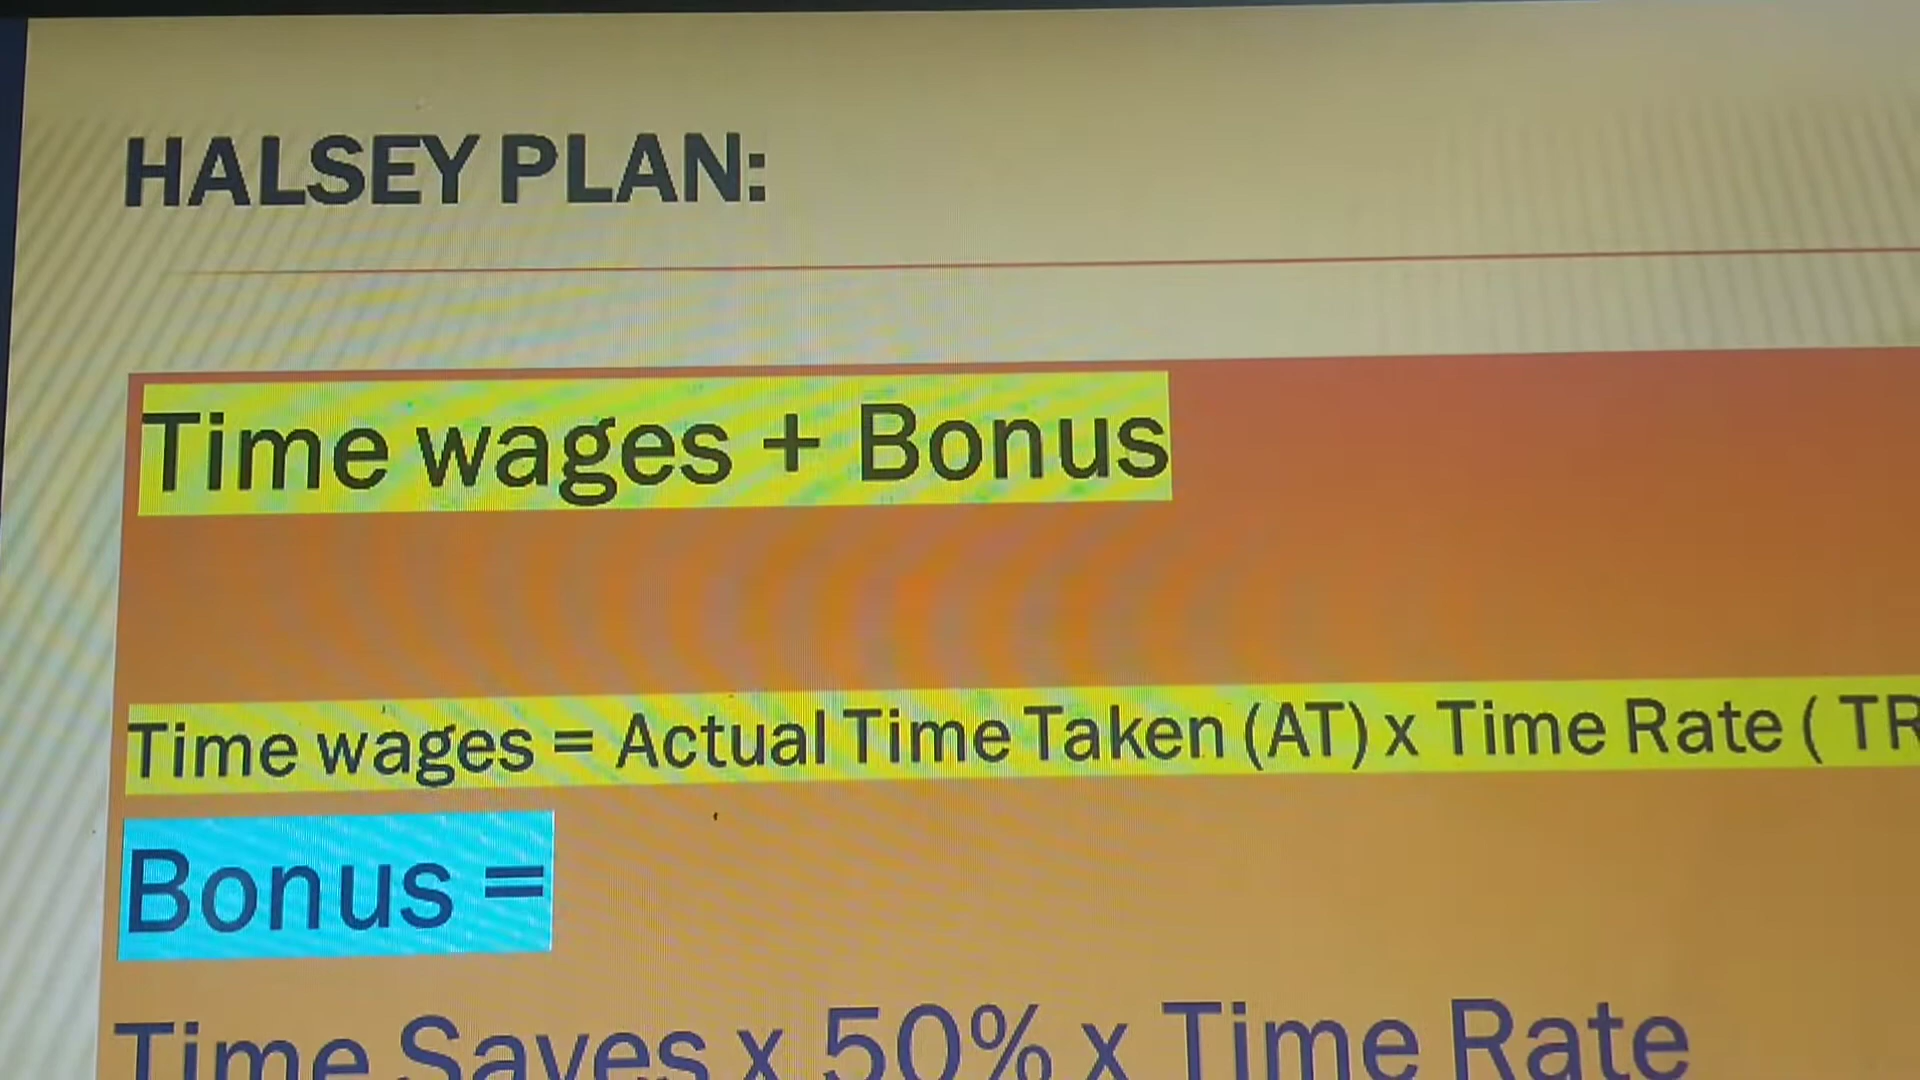 HALSEY PLAN:
Time wages + Bonus
Time wages = Actual Time Taken (AT) x Time Rate ( TR
Bonus =
Time Saves x 50% x Time Rate